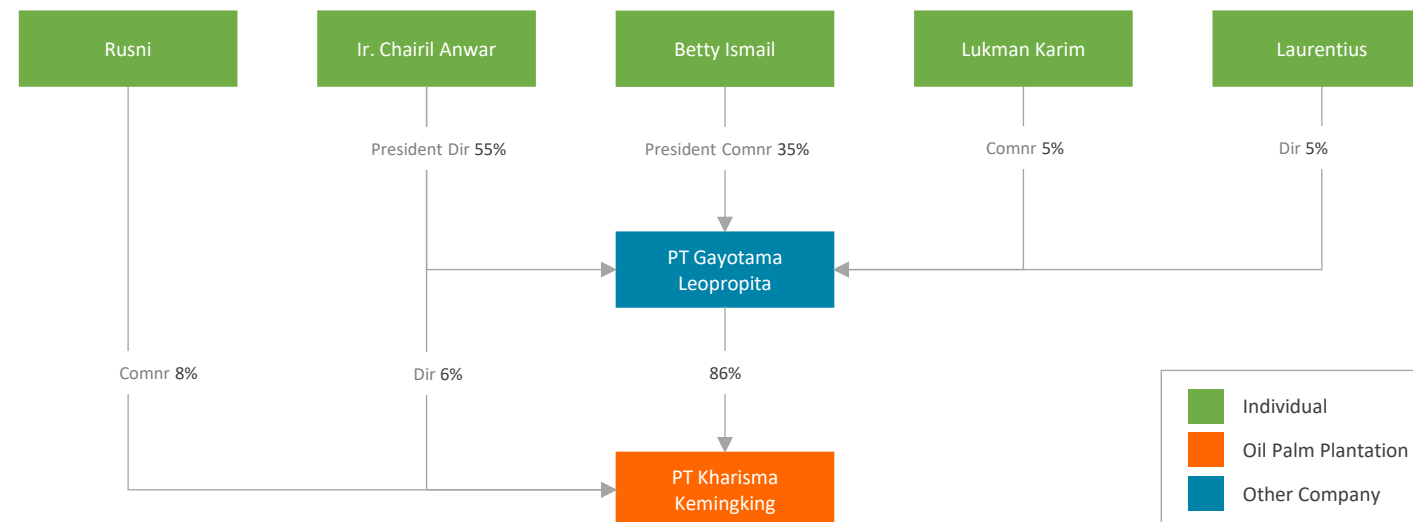 Rusni
Ir. Chairil Anwar
Betty Ismail
Lukman Karim
Laurentius
President Dir 55%
President Comnr 35%
Comnr 5%
Dir 5%
PT Gayotama
Leopropita
Comnr 8%
Dir 6%
86%
PT Kharisma
Kemingking
Individual
Oil Palm Plantation
Other Company